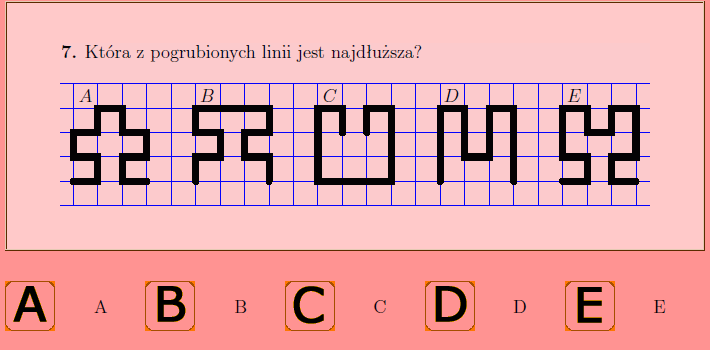 7. Która z pogrubionych linii jest najdłuższa?
A B C D E
A A B B C C D D E E